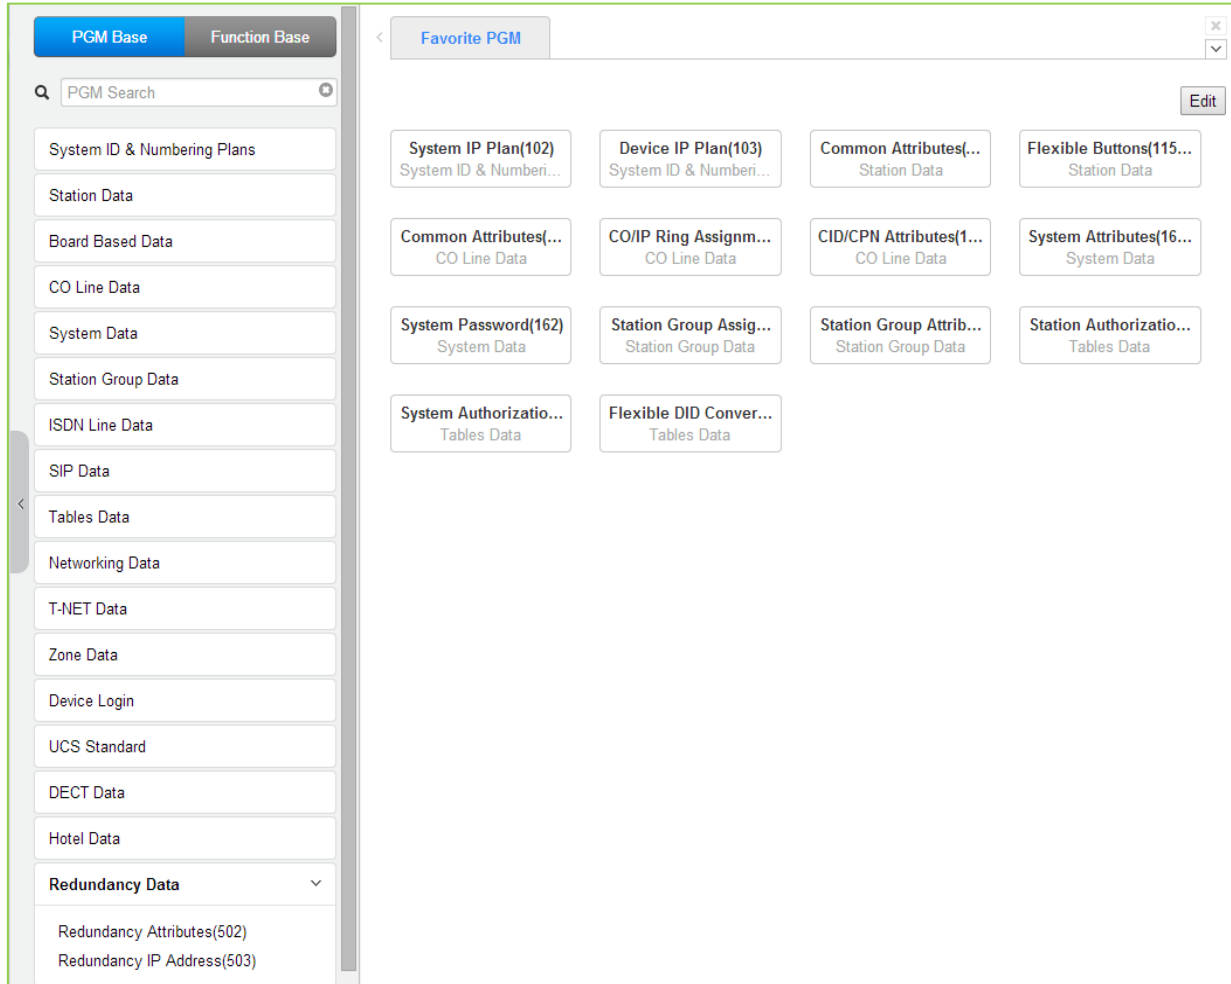 PGM Base
Function Base
PGM Search
System ID & Numbering Plans
Station Data
Board Based Data
CO Line Data
System Data
Station Group Data
ISDN Line Data
SIP Data
Tables Data
Networking Data
T-NET Data
Zone Data
Device Login
UCS Standard
DECT Data
Hotel Data
Redundancy Data
Redundancy Attributes(502)
Redundancy IP Address(503)
Favorite PGM
Edit
System IP Plan(102)
System ID & Numberi...
Device IP Plan(103)
System ID & Numberi...
Common Attributes(...
Station Data
Flexible Buttons(115...
Station Data
Common Attributes(...
CO Line Data
CO/IP Ring Assignm...
CO Line Data
CID/CPN Attributes(1...
CO Line Data
System Attributes(16...
System Data
System Password(162)
System Data
Station Group Assig...
Station Group Data
Station Group Attrib...
Station Group Data
Station Authorizatio...
Tables Data
System Authorizatio...
Tables Data
Flexible DID Conver...
Tables Data